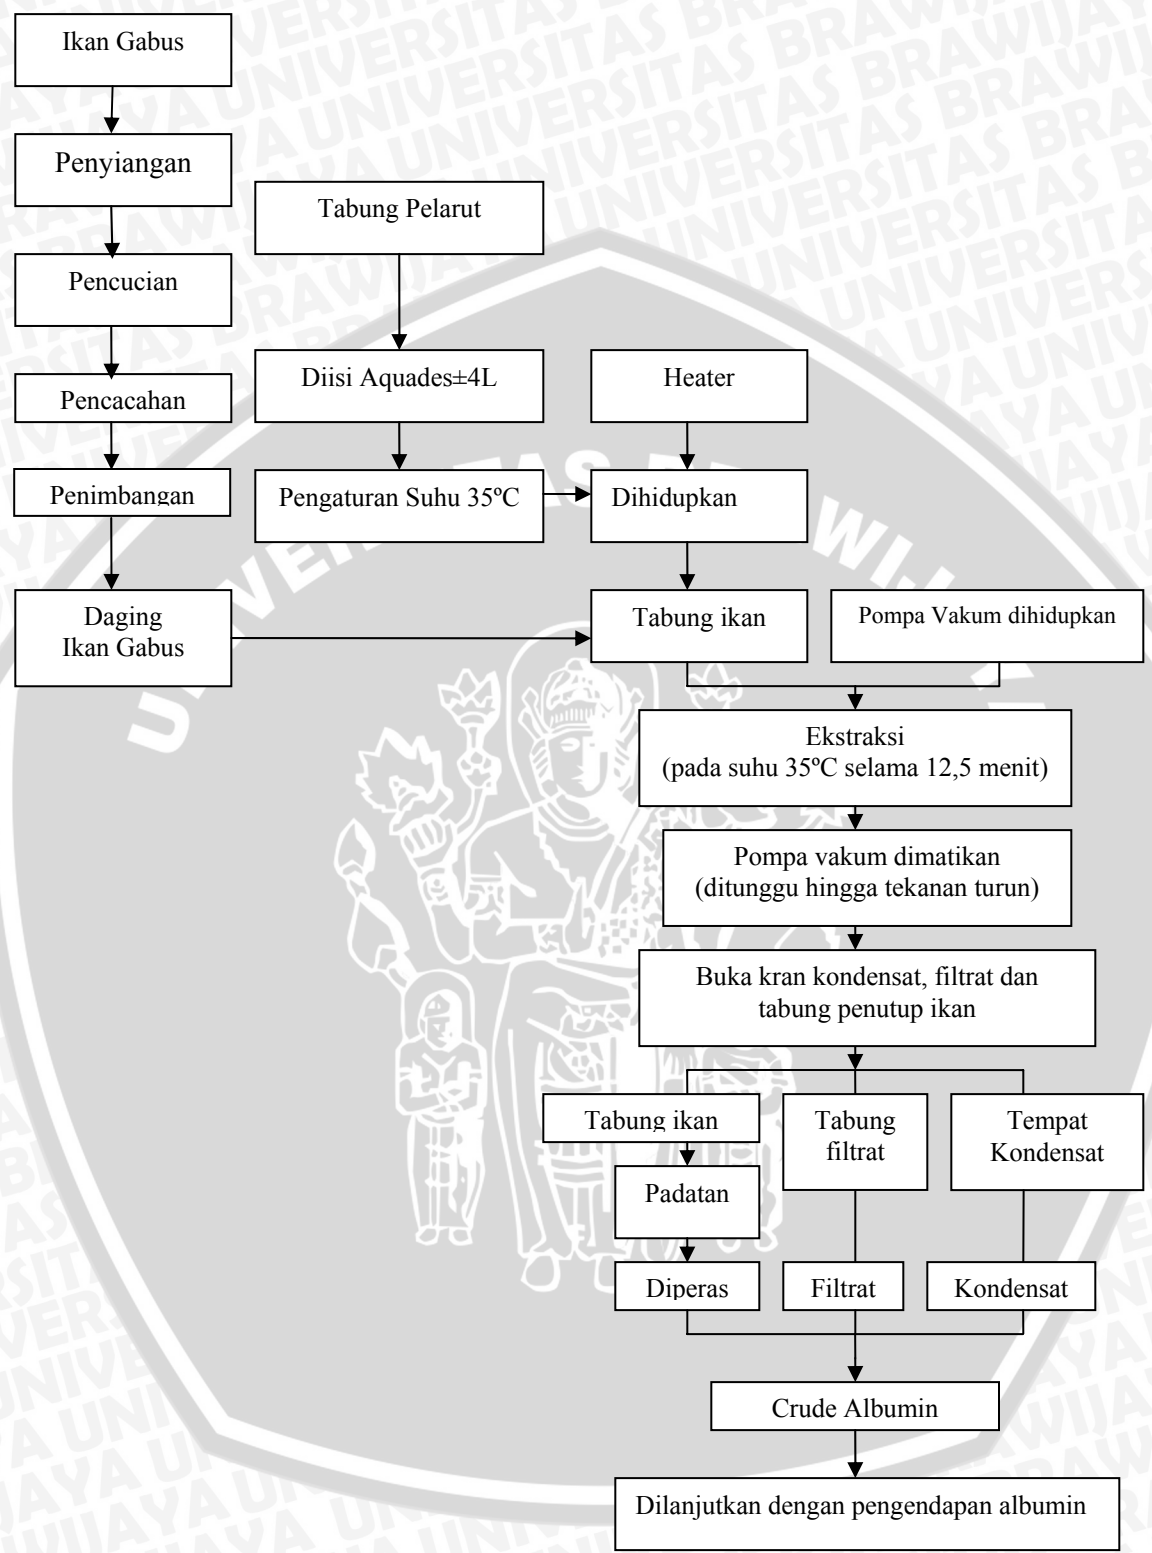 Ikan Gabus
Penyiangan
Tabung Pelarut
Pencucian
Diisi Aquades±4L
Heater
Pencacahan
Penimbangan
Pengaturan Suhu 35ºC
Dihidupkan
Daging
Ikan Gabus
Tabung ikan
Pompa Vakum dihidupkan
Ekstraksi
(pada suhu 35ºC selama 12,5 menit)
Pompa vakum dimatikan
(ditunggu hingga tekanan turun)
Buka kran kondensat, filtrat dan
tabung penutup ikan
Tabung ikan
Tabung
filtrat
Tempat
Kondensat
Padatan
Diperas
Filtrat
Kondensat
Crude Albumin
Dilanjutkan dengan pengendapan albumin